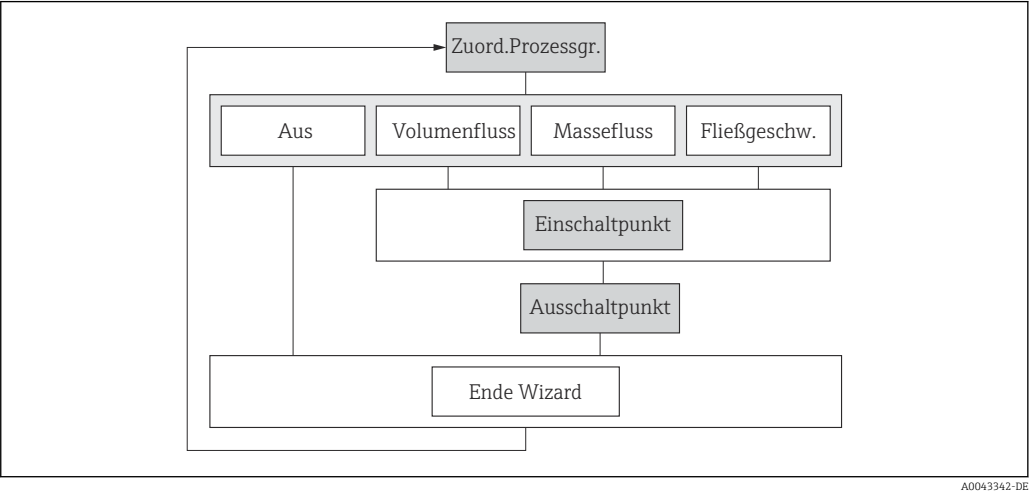 Zuord.Prozessgr.
Aus
Volumenfluss
Massefluss
Fließgeschw.
Einschaltpunkt
Ausschaltpunkt
Ende Wizard
A0043342-DE